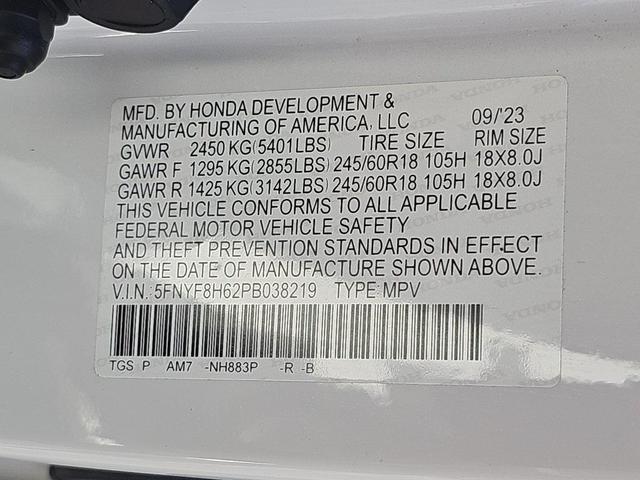 MFD. BY HONDA DEVELOPMENT &
MANUFACTURING OF AMERICA, LLC 09/'23
GVWR 2450 KG(5401LBS) TIRE SIZE RIM SIZE
GAWR F 1295 KG(2855LBS) 245/60R18 105H 18X8.0J
GAWR R 1425 KG(3142LBS) 245/60R18 105H 18X8.0J
THIS VEHICLE CONFORMS TO ALL APPLICABLE
FEDERAL MOTOR VEHICLE SAFETY
AND THEFT PREVENTION STANDARDS IN EFFECT
ON THE DATE OF MANUFACTURE SHOWN ABOVE.
V.I.N.: 5FNYF8H62PB038219 TYPE: MPV
TGS P AM7 -NH883P -R -B